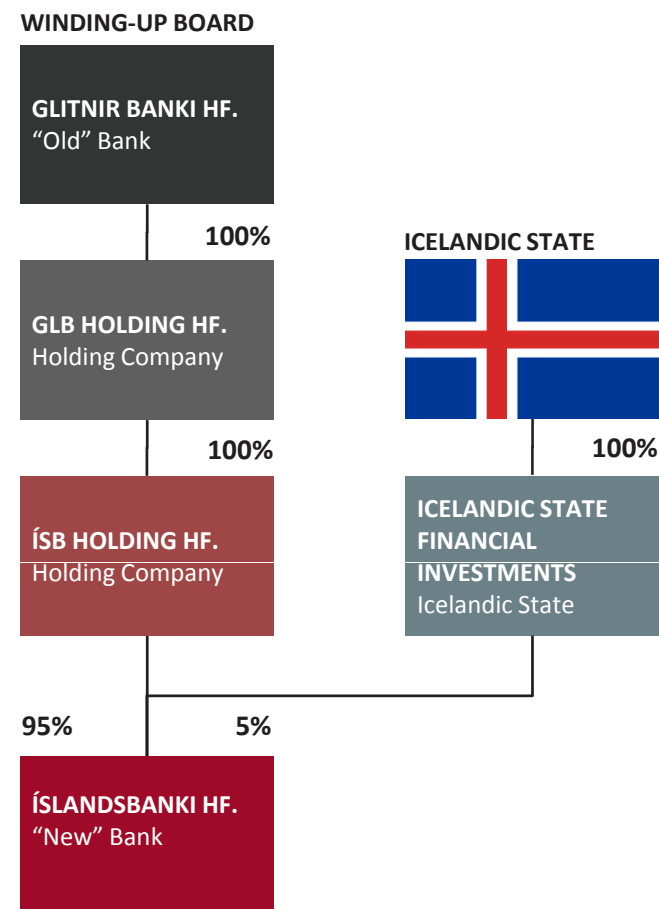 WINDING-UP BOARD
GLITNIR BANKI HF.
“Old” Bank
100%
ICELANDIC STATE
GLB HOLDING HF.
Holding Company
100%
100%
ÍSB HOLDING HF.
Holding Company
ICELANDIC STATE
FINANCIAL
INVESTMENTS
Icelandic State
95%
5%
ÍSLANDSBANKI HF.
“New” Bank